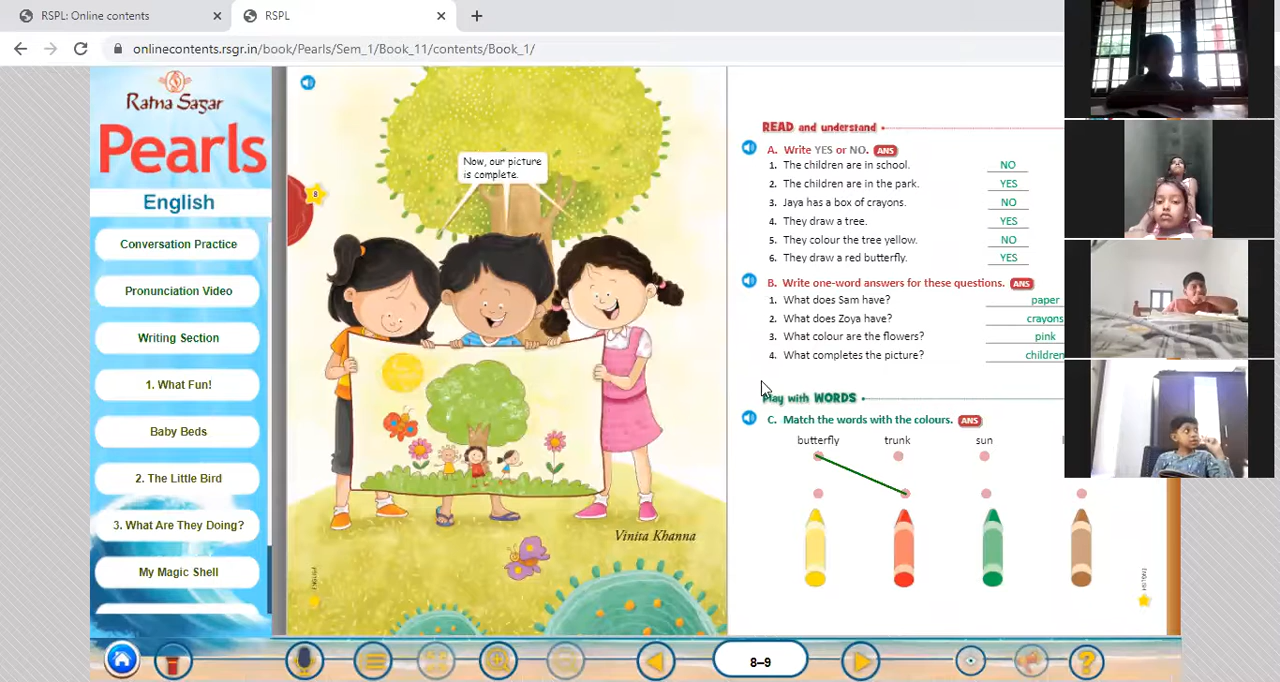 RSPL: Online contents
RSPL
onlinecontents.rsgr.in/book/Pearls/Sem_1/Book_11/contents/Book_1/
Ratna Sagar
Pearls
English
Conversation Practice
Pronunciation Video
Writing Section
1. What Fun!
Baby Beds
2. The Little Bird
3. What Are They Doing?
My Magic Shell
8
Now, our picture
is complete.
Vinita Khanna
READ and understand
A. Write YES or NO. ANS
1. The children are in school. NO
2. The children are in the park. YES
3. Jaya has a box of crayons. NO
4. They draw a tree. YES
5. They colour the tree yellow. NO
6. They draw a red butterfly. YES
B. Write one-word answers for these questions. ANS
1. What does Sam have? paper
2. What does Zoya have? crayons
3. What colour are the flowers? pink
4. What completes the picture? children
Play with WORDS
C. Match the words with the colours. ANS
butterfly trunk sun
ENGLISH
8–9
?